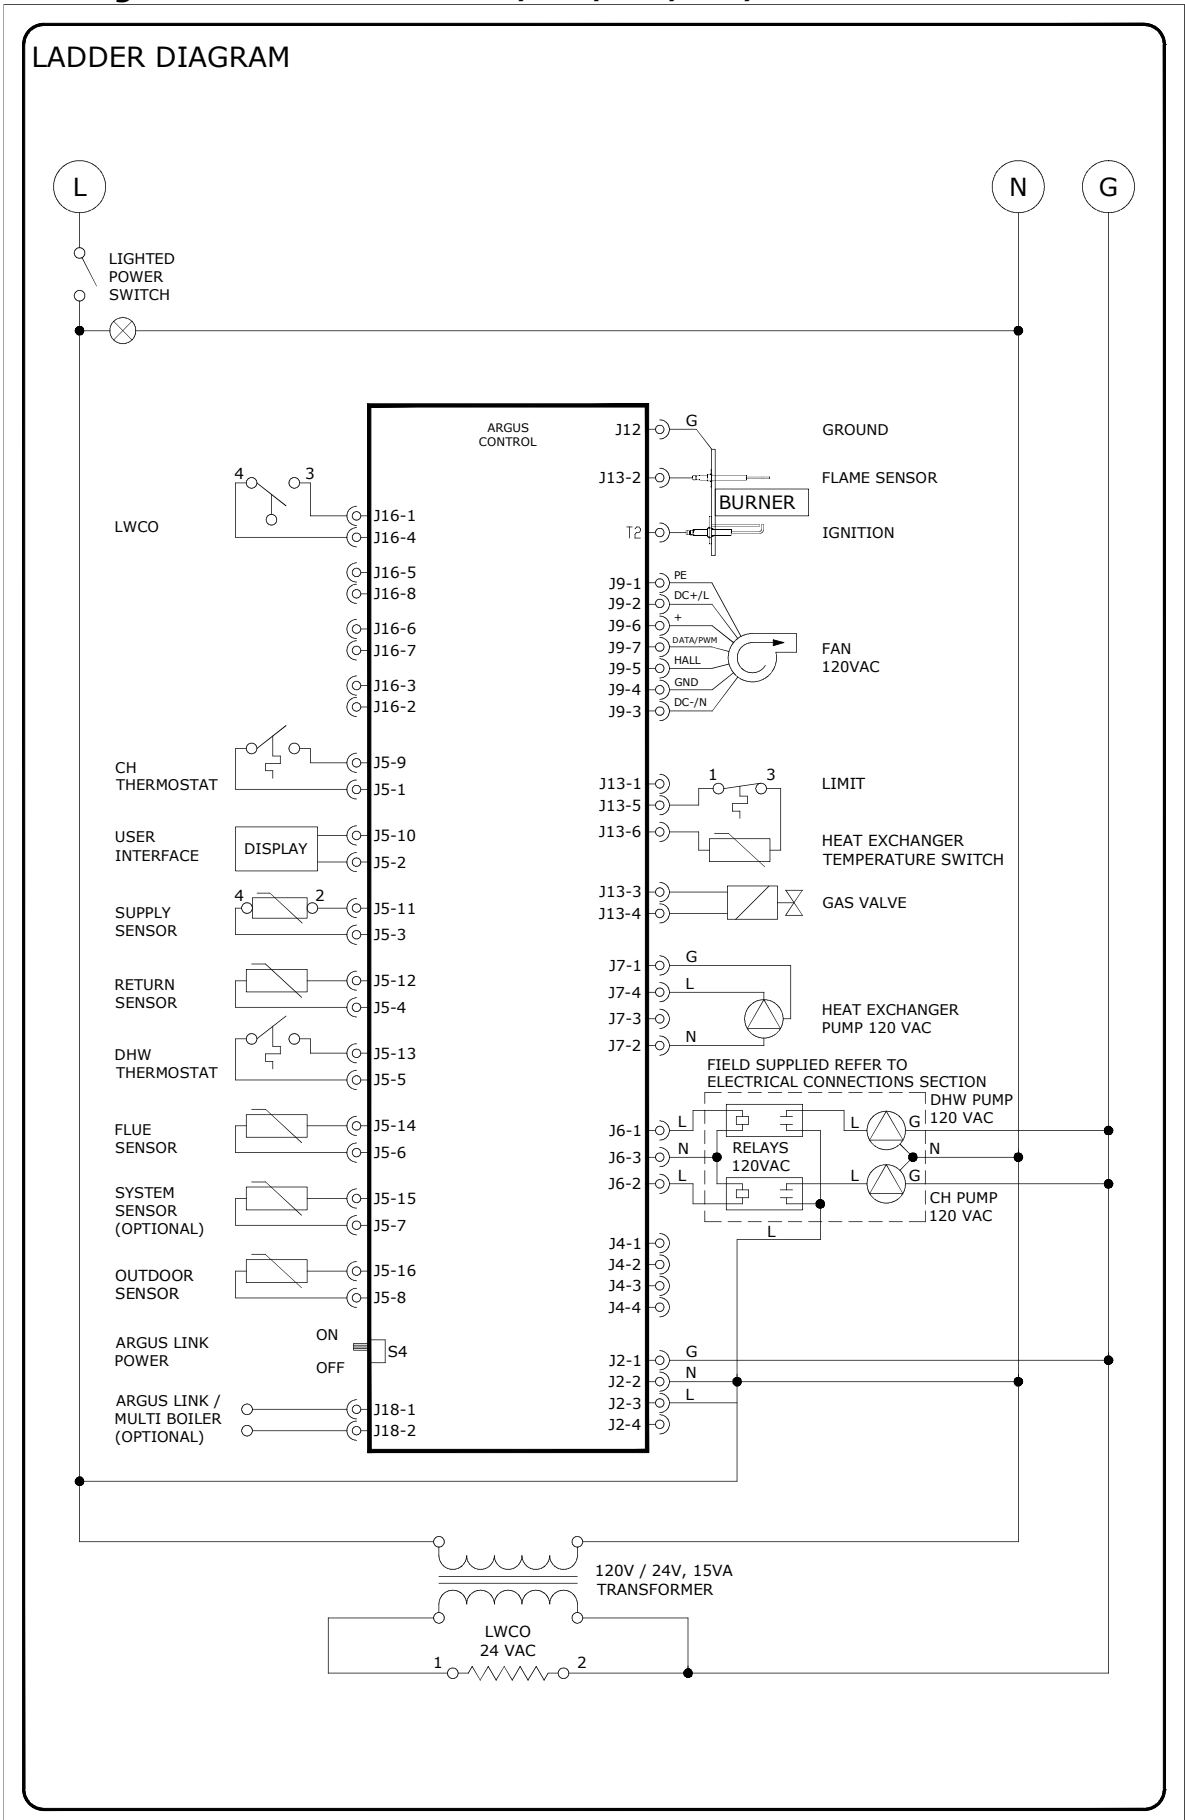 LADDER DIAGRAM
L
N
G
LIGHTED
POWER
SWITCH
ARGUS
CONTROL
4
3
LWCO
J16-1
J16-4
J16-5
J16-8
J16-6
J16-7
J16-3
J16-2
CH
THERMOSTAT
J5-9
J5-1
USER
INTERFACE
DISPLAY
J5-10
J5-2
SUPPLY
SENSOR
4
2
J5-11
J5-3
RETURN
SENSOR
J5-12
J5-4
DHW
THERMOSTAT
J5-13
J5-5
FLUE
SENSOR
J5-14
J5-6
SYSTEM
SENSOR
(OPTIONAL)
J5-15
J5-7
OUTDOOR
SENSOR
J5-16
J5-8
ARGUS LINK
POWER
ON
OFF
S4
ARGUS LINK /
MULTI BOILER
(OPTIONAL)
J18-1
J18-2
J12
G
GROUND
J13-2
FLAME SENSOR
BURNER
T2
IGNITION
J9-1
PE
J9-2
DC+/L
J9-6
+
J9-7
DATA/PWM
J9-5
HALL
J9-4
GND
J9-3
DC-/N
FAN
120VAC
J13-1
J13-5
J13-6
1
3
LIMIT
HEAT EXCHANGER
TEMPERATURE SWITCH
J13-3
J13-4
GAS VALVE
J7-1
G
J7-4
L
J7-3
J7-2
N
HEAT EXCHANGER
PUMP 120 VAC
FIELD SUPPLIED REFER TO
ELECTRICAL CONNECTIONS SECTION
DHW PUMP
120 VAC
J6-1
L
L
G
J6-3
N
RELAYS
120VAC
N
J6-2
L
L
G
CH PUMP
120 VAC
L
J4-1
J4-2
J4-3
J4-4
J2-1
G
J2-2
N
J2-3
L
J2-4
120V / 24V, 15VA
TRANSFORMER
LWCO
24 VAC
1
2